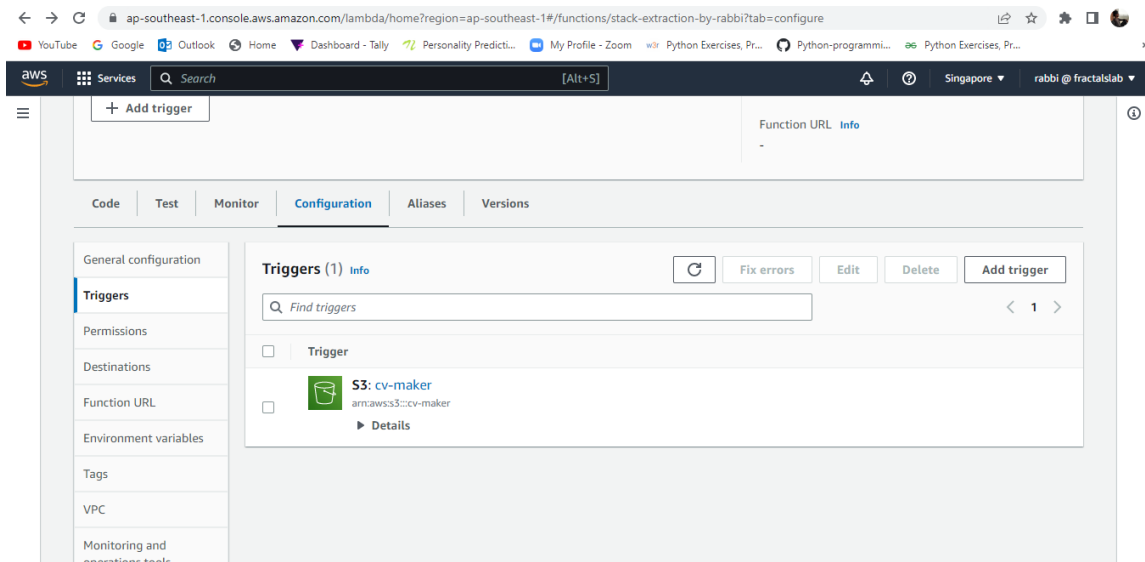 ap-southeast-1.console.aws.amazon.com/lambda/home?region=ap-southeast-1#/functions/stack-extraction-by-rabbi?tab=configure
YouTube Google Outlook Home Dashboard - Tally Personality Predicti... My Profile - Zoom w3r Python Exercises, Pr... Python-programmi... Python Exercises, Pr...
aws Services Search [Alt+S] Singapore ▼ rabbi @ fractalslab ▼
+ Add trigger
Function URL Info
-
Code Test Monitor Configuration Aliases Versions
General configuration
Triggers
Permissions
Destinations
Function URL
Environment variables
Tags
VPC
Monitoring and
operations tools
Triggers (1) Info
Fix errors Edit Delete Add trigger
Find triggers
< 1 >
Trigger
S3: cv-maker
arn:aws:s3:::cv-maker
▶ Details